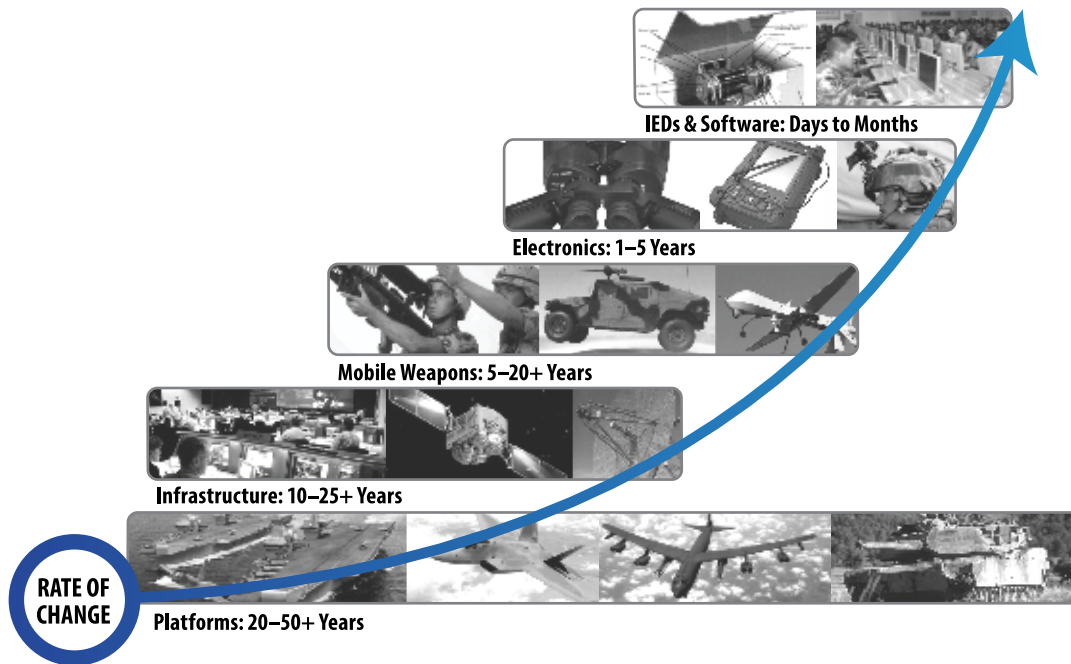 IEDs & Software: Days to Months
Electronics: 1–5 Years
Mobile Weapons: 5–20+ Years
Infrastructure: 10–25+ Years
RATE OF
CHANGE
Platforms: 20–50+ Years